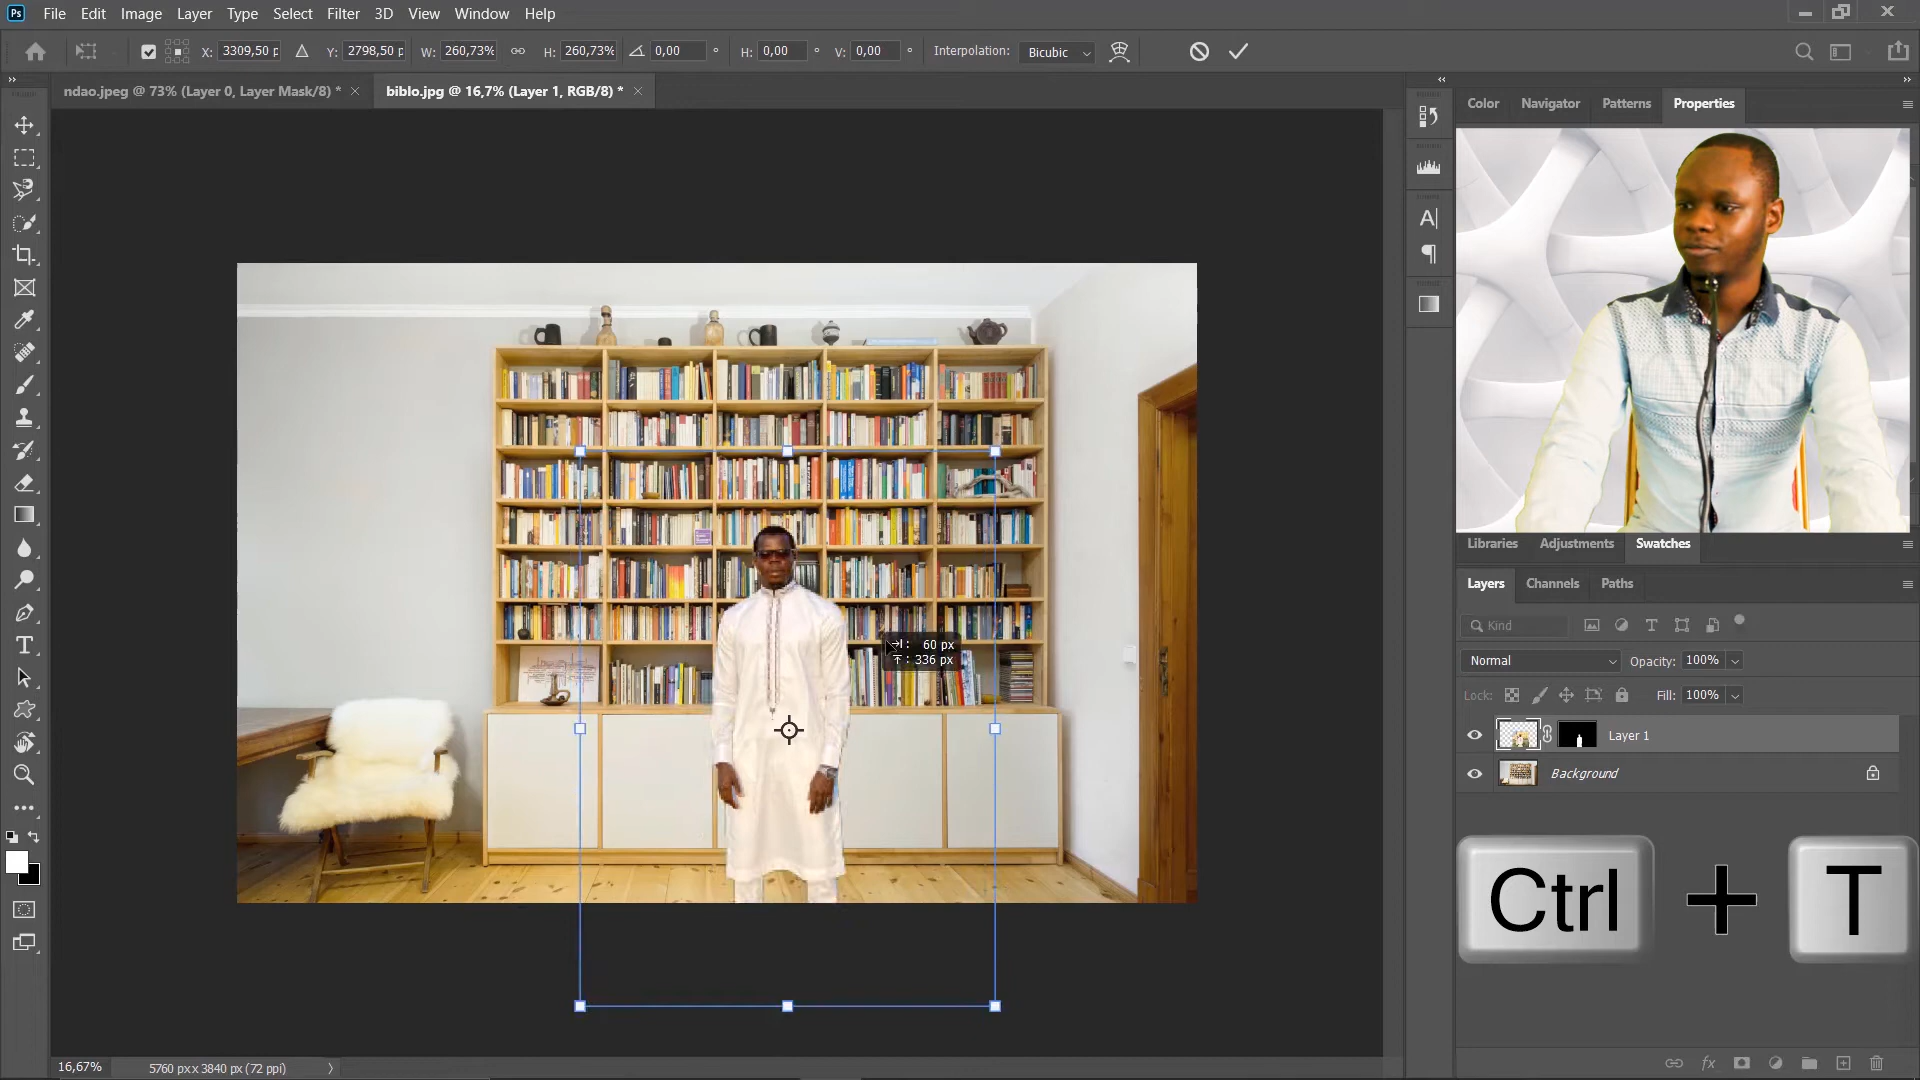 Ps File Edit Image Layer Type Select Filter 3D View Window Help
X: 3309,50 p Y: 2798,50 p W: 260,73% H: 260,73% 0,00 ° H: 0,00 ° V: 0,00 ° Interpolation: Bicubic
ndao.jpeg @ 73% (Layer 0, Layer Mask/8) * ×
biblo.jpg @ 16,7% (Layer 1, RGB/8) * ×
Color Navigator Patterns Properties
Libraries Adjustments Swatches
Layers Channels Paths
Kind
Normal Opacity: 100%
Lock: Fill: 100%
Layer 1
Background
: 60 px
: 336 px
Ctrl + T
16,67% 5760 px x 3840 px (72 ppi)